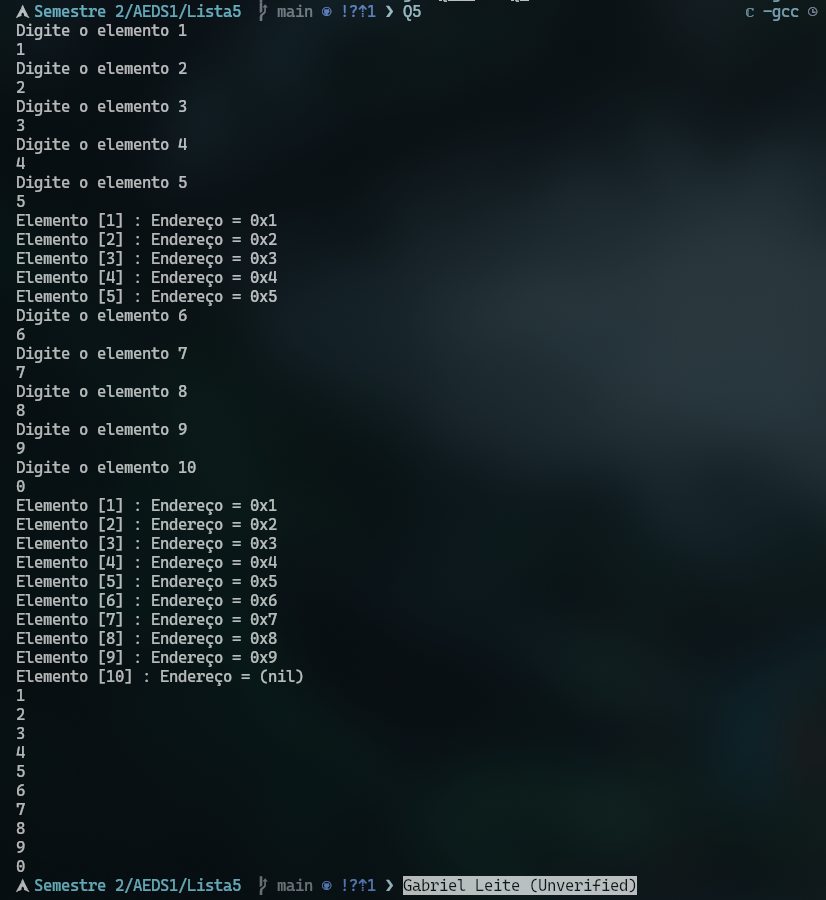 Semestre 2/AEDS1/Lista5 main !?⇡1 ❯ Q5 C -gcc
Digite o elemento 1
1
Digite o elemento 2
2
Digite o elemento 3
3
Digite o elemento 4
4
Digite o elemento 5
5
Elemento [1] : Endereço = 0x1
Elemento [2] : Endereço = 0x2
Elemento [3] : Endereço = 0x3
Elemento [4] : Endereço = 0x4
Elemento [5] : Endereço = 0x5
Digite o elemento 6
6
Digite o elemento 7
7
Digite o elemento 8
8
Digite o elemento 9
9
Digite o elemento 10
0
Elemento [1] : Endereço = 0x1
Elemento [2] : Endereço = 0x2
Elemento [3] : Endereço = 0x3
Elemento [4] : Endereço = 0x4
Elemento [5] : Endereço = 0x5
Elemento [6] : Endereço = 0x6
Elemento [7] : Endereço = 0x7
Elemento [8] : Endereço = 0x8
Elemento [9] : Endereço = 0x9
Elemento [10] : Endereço = (nil)
1
2
3
4
5
6
7
8
9
0
Semestre 2/AEDS1/Lista5 main !?⇡1 ❯ Gabriel Leite (Unverified)